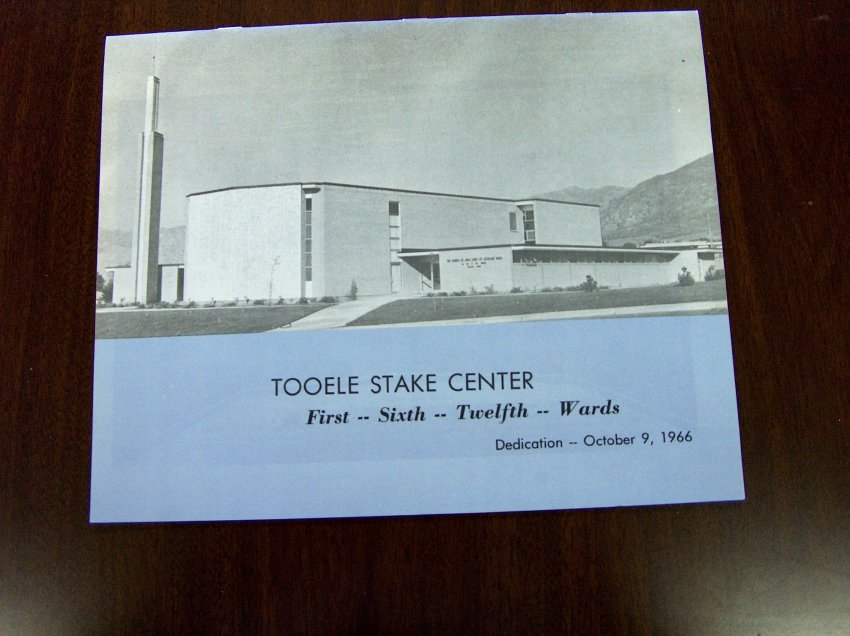 TOOELE STAKE CENTER
First -- Sixth -- Twelfth -- Wards
Dedication -- October 9, 1966